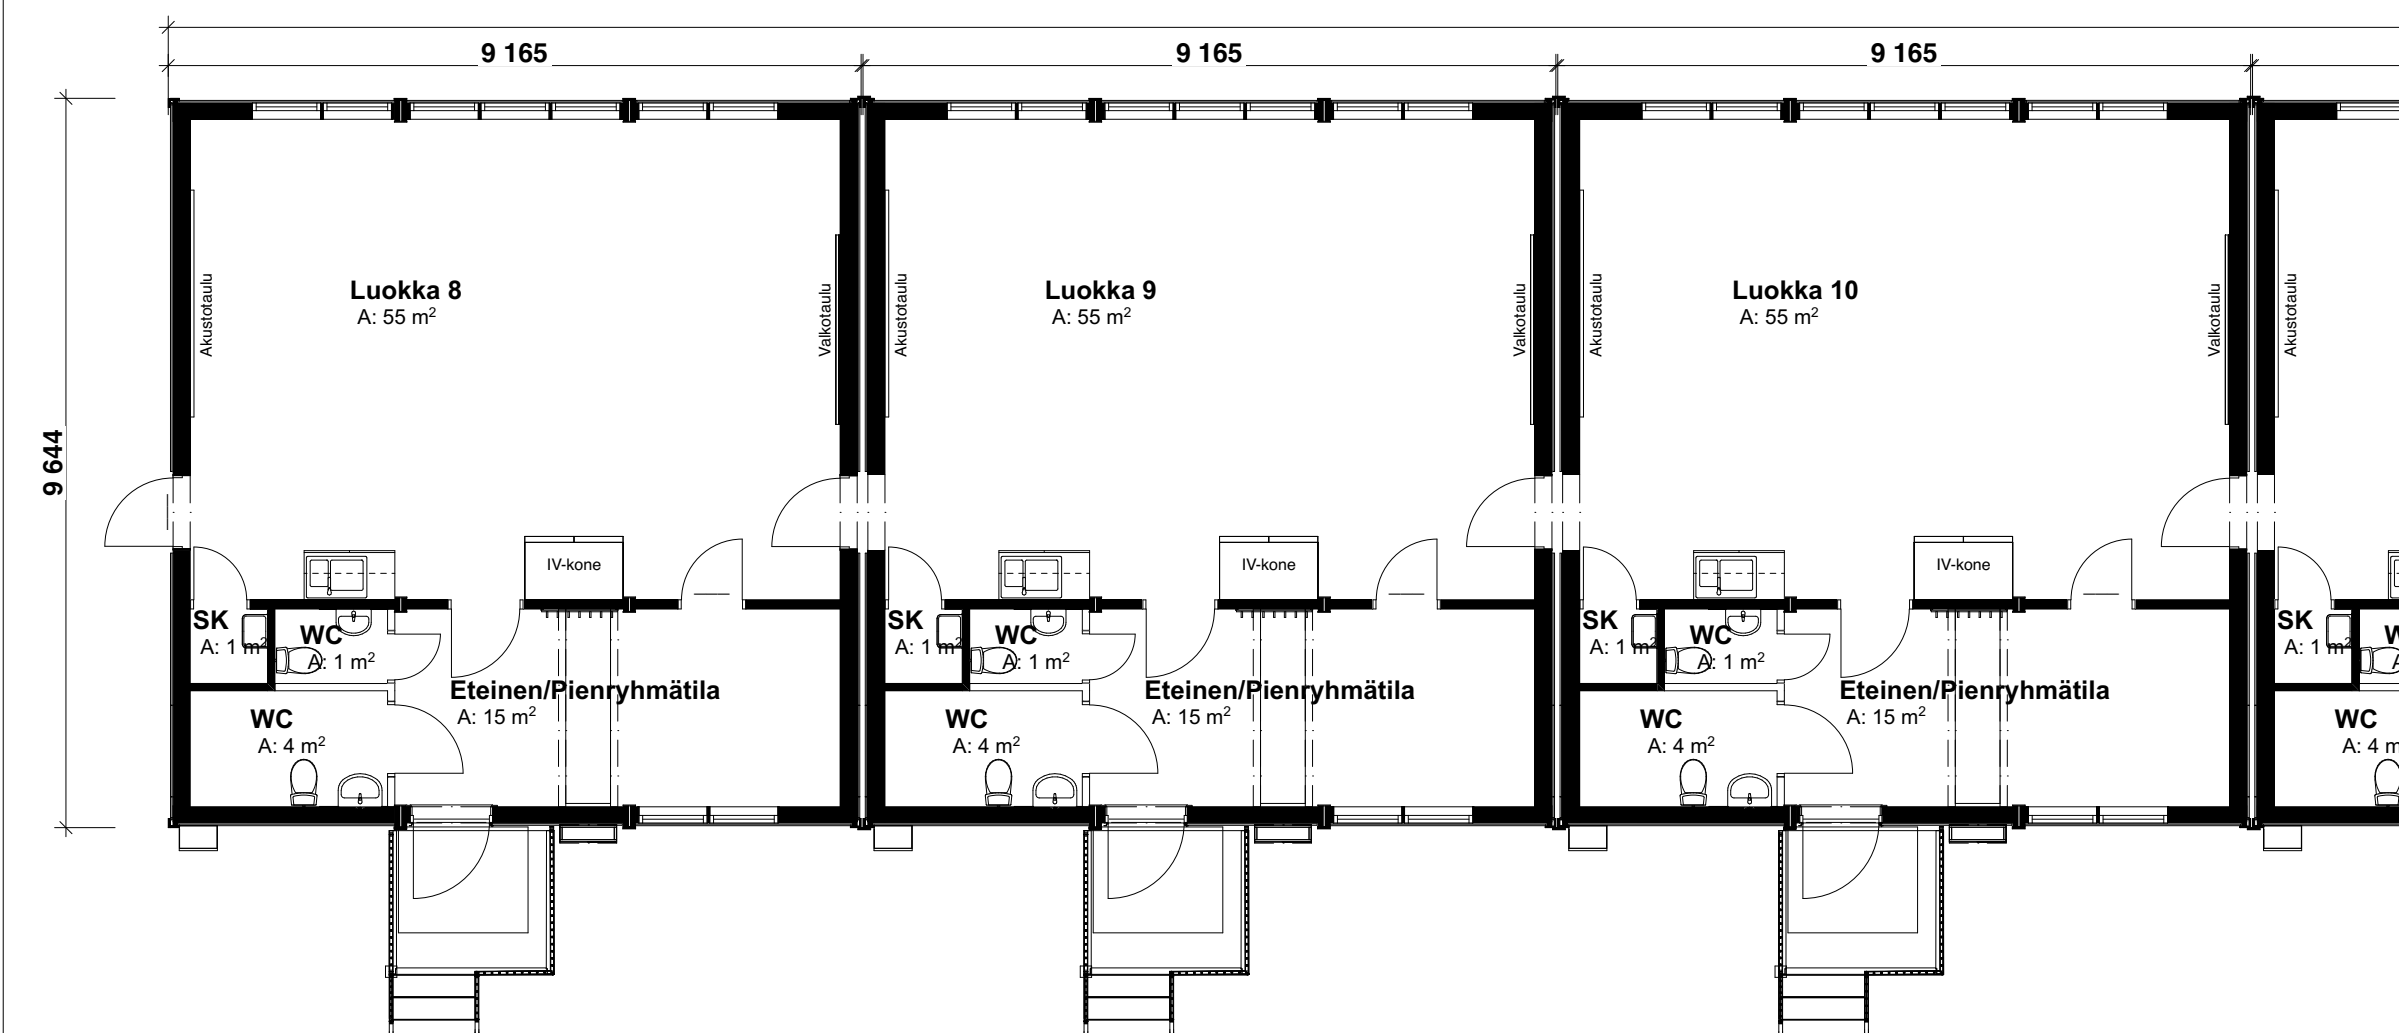 9 165
9 165
9 165
9 644
Luokka 8
A: 55 m²
Akustotaulu
Valkotaulu
Luokka 9
A: 55 m²
Akustotaulu
Valkotaulu
Luokka 10
A: 55 m²
Akustotaulu
Valkotaulu
Akustotaulu
IV-kone
IV-kone
IV-kone
SK
A: 1 m²
WC
A: 1 m²
Eteinen/Pienryhmätila
A: 15 m²
WC
A: 4 m²
SK
A: 1 m²
WC
A: 1 m²
Eteinen/Pienryhmätila
A: 15 m²
WC
A: 4 m²
SK
A: 1 m²
WC
A: 1 m²
Eteinen/Pienryhmätila
A: 15 m²
WC
A: 4 m²
SK
A: 1 m²
WC
A: 4 m